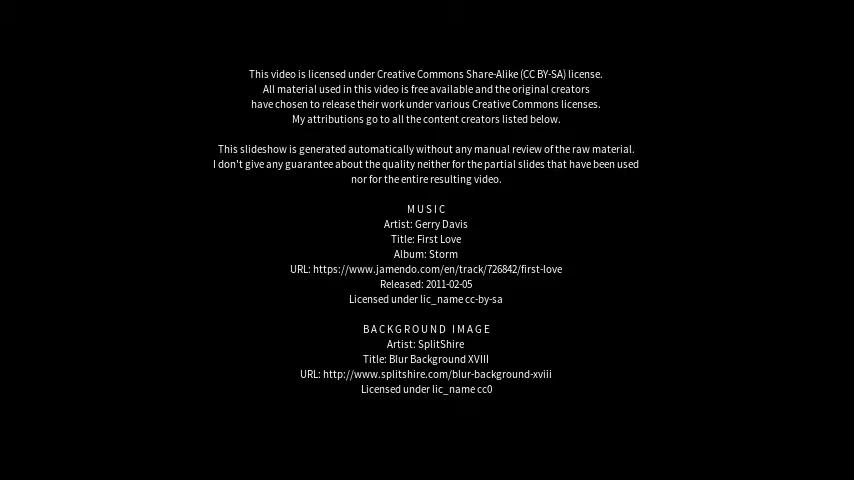 This video is licensed under Creative Commons Share-Alike (CC BY-SA) license.
All material used in this video is free available and the original creators
have chosen to release their work under various Creative Commons licenses.
My attributions go to all the content creators listed below.
This slideshow is generated automatically without any manual review of the raw material.
I don't give any guarantee about the quality neither for the partial slides that have been used
nor for the entire resulting video.
M U S I C
Artist: Gerry Davis
Title: First Love
Album: Storm
URL: https://www.jamendo.com/en/track/726842/first-love
Released: 2011-02-05
Licensed under lic_name cc-by-sa
B A C K G R O U N D   I M A G E
Artist: SplitShire
Title: Blur Background XVIII
URL: http://www.splitshire.com/blur-background-xviii
Licensed under lic_name cc0